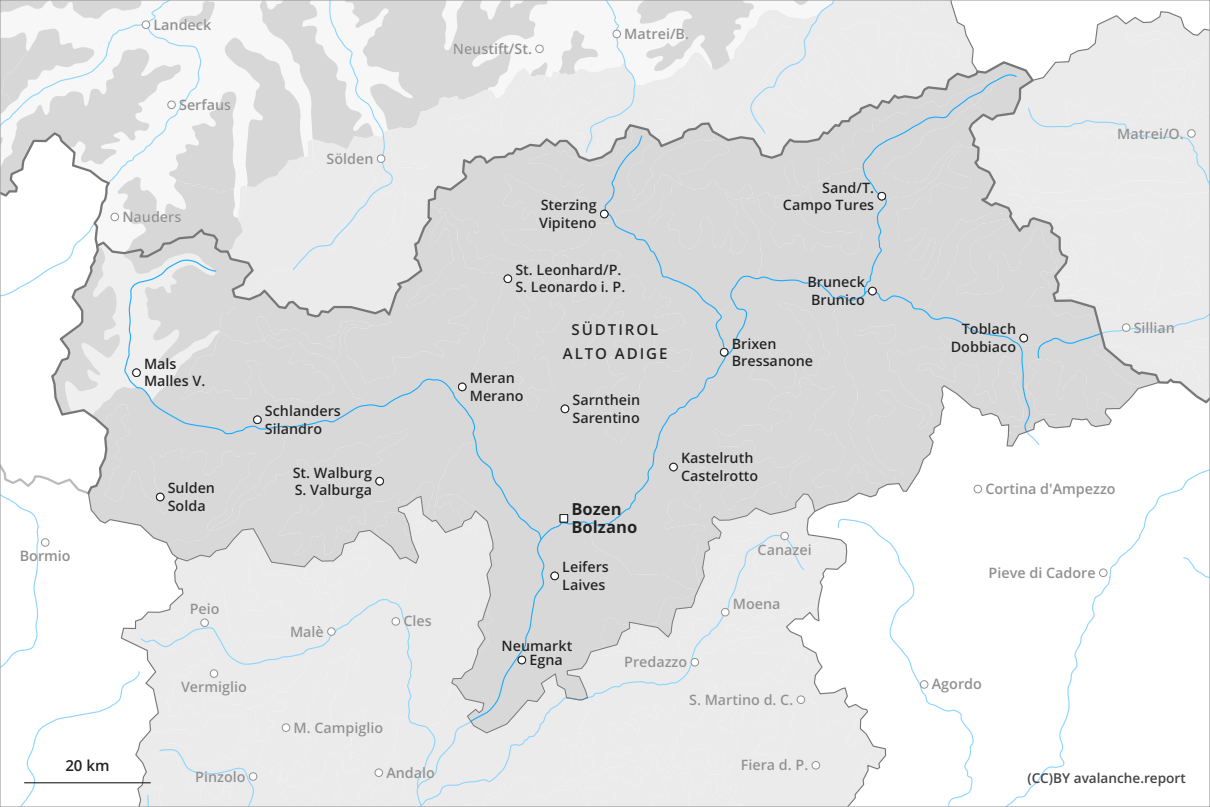 Landeck
Neustift/St.
Matrei/B.
Serfaus
Matrei/O.
Sölden
Sand/T.
Campo Tures
Nauders
Sterzing
Vipiteno
St. Leonhard/P.
S. Leonardo i. P.
Bruneck
Brunico
SÜDTIROL
ALTO ADIGE
Toblach
Dobbiaco
Sillian
Brixen
Bressanone
Mals
Malles V.
Meran
Merano
Sarnthein
Sarentino
Schlanders
Silandro
Kastelruth
Castelrotto
St. Walburg
S. Valburga
Sulden
Solda
Cortina d'Ampezzo
Bozen
Bolzano
Bormio
Canazei
Leifers
Laives
Pieve di Cadore
Peio
Malè
Cles
Moena
Neumarkt
Egna
Predazzo
Vermiglio
Agordo
S. Martino d. C.
M. Campiglio
Fiera d. P.
Pinzolo
Andalo
20 km
(CC)BY avalanche.report